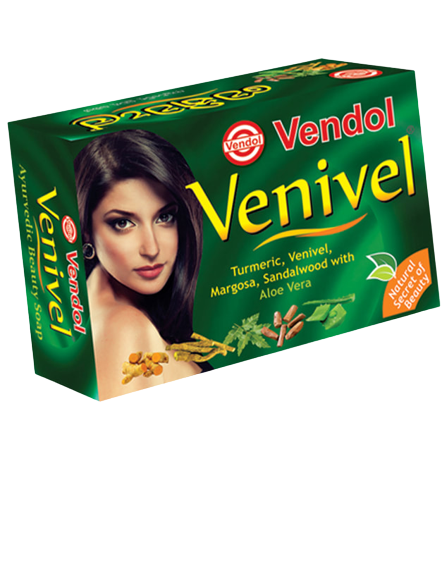 Vendol
Vendol
Venivel
Turmeric, Venivel,
Margosa, Sandalwood with
Aloe Vera
Natural
Secret of
Beauty
Vendol
Venivel
Ayurvedic Beauty Soap